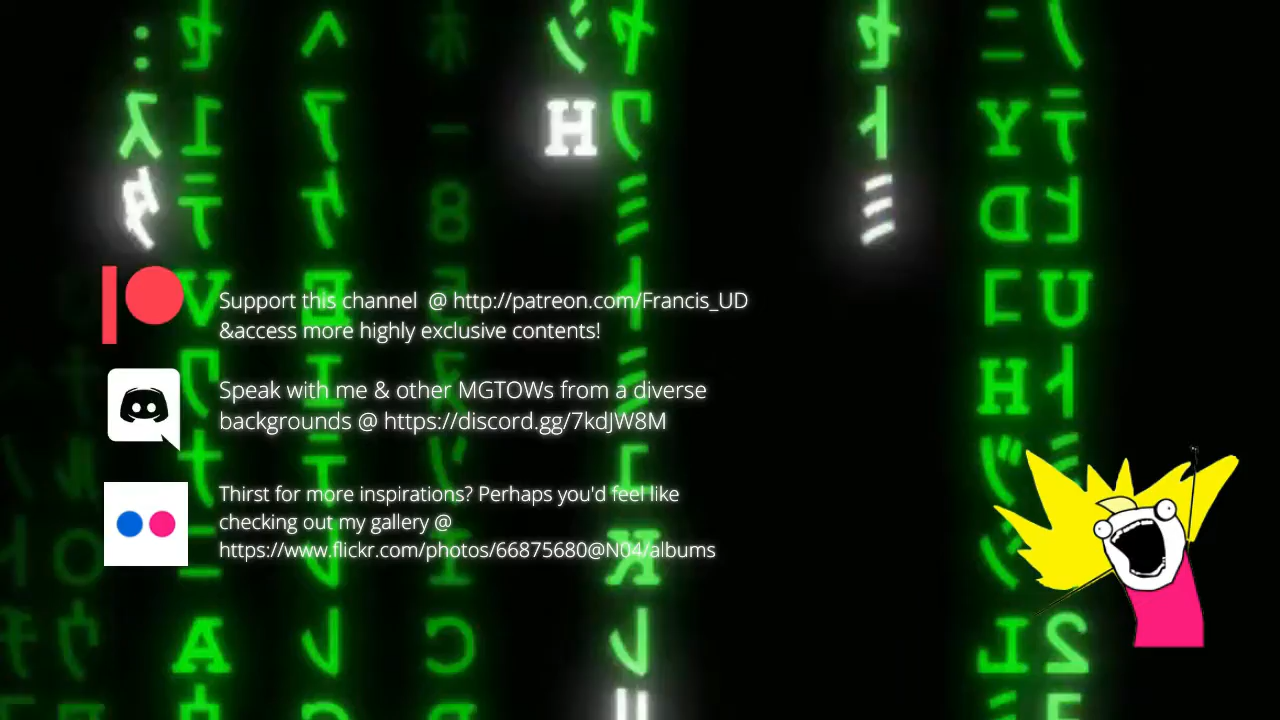 Support this channel  @ http://patreon.com/Francis_UD
&access more highly exclusive contents!
Speak with me & other MGTOWs from a diverse
backgrounds @ https://discord.gg/7kdJW8M
Thirst for more inspirations? Perhaps you'd feel like
checking out my gallery @
https://www.flickr.com/photos/66875680@N04/albums